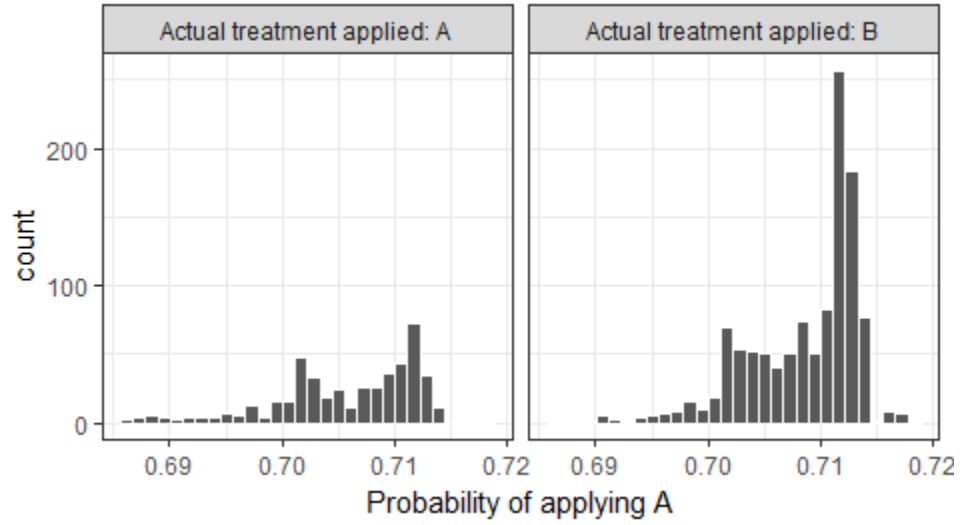 Actual treatment applied: A
Actual treatment applied: B
200
100
0
count
0.69 0.70 0.71 0.72 0.69 0.70 0.71 0.72
Probability of applying A